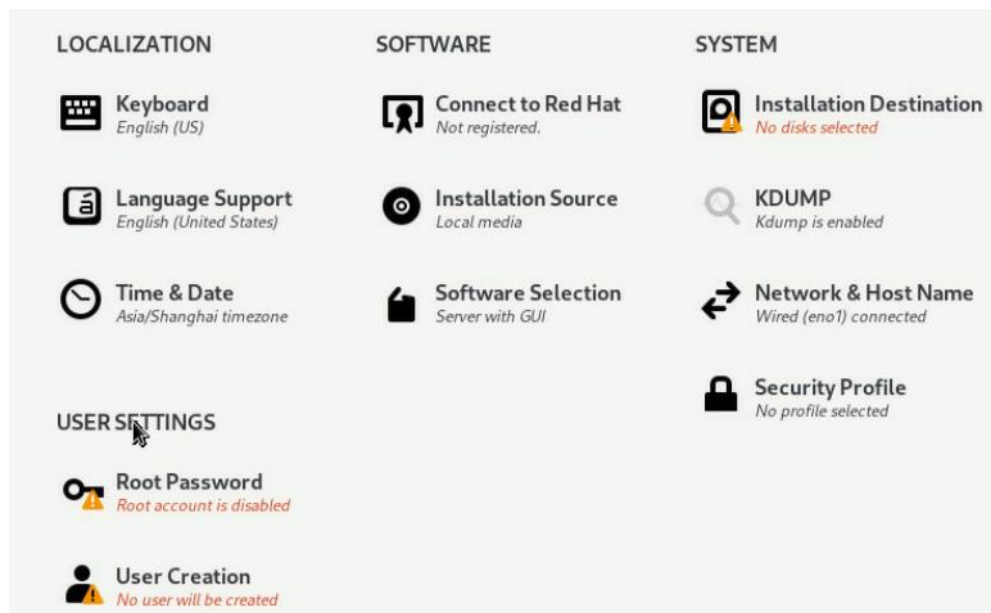 LOCALIZATION
Keyboard
English (US)
Language Support
English (United States)
Time & Date
Asia/Shanghai timezone
USER SETTINGS
Root Password
Root account is disabled
User Creation
No user will be created
SOFTWARE
Connect to Red Hat
Not registered.
Installation Source
Local media
Software Selection
Server with GUI
SYSTEM
Installation Destination
No disks selected
KDUMP
Kdump is enabled
Network & Host Name
Wired (eno1) connected
Security Profile
No profile selected